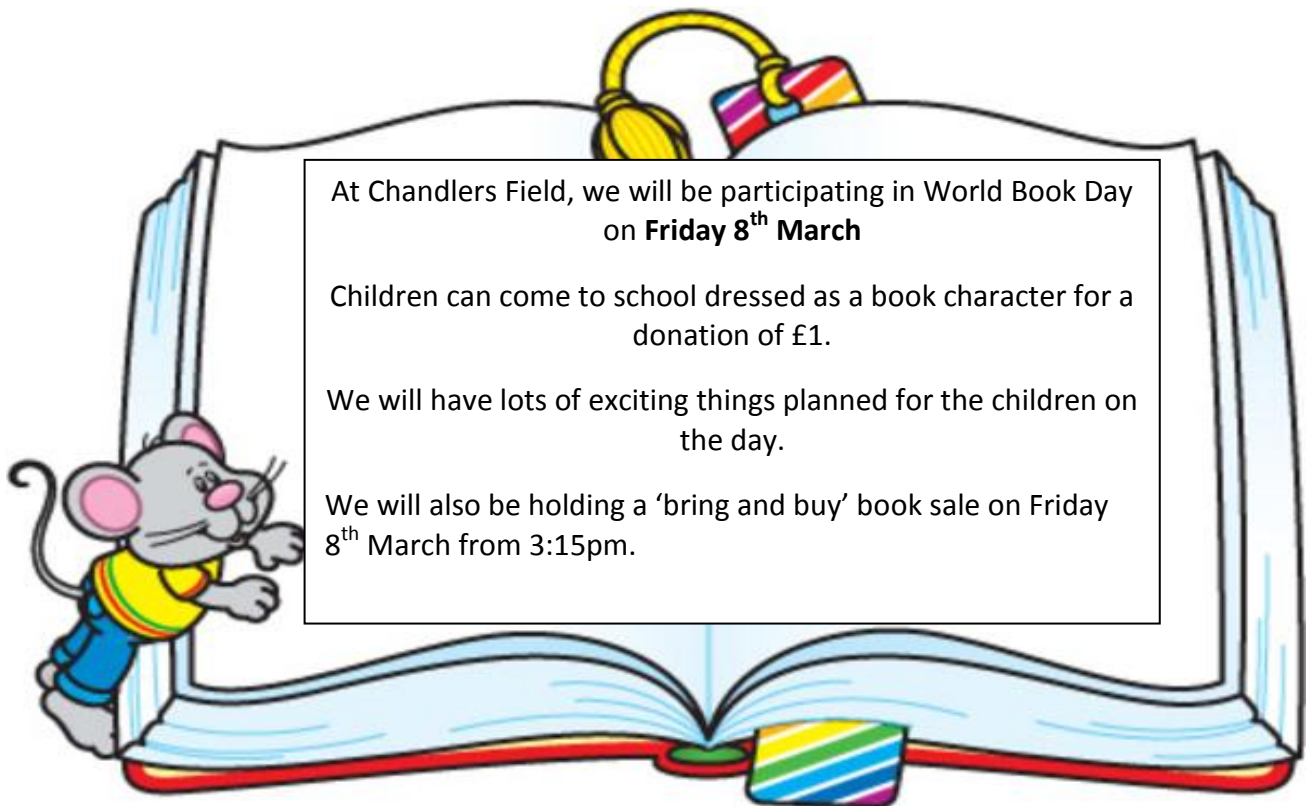 At Chandlers Field, we will be participating in World Book Day
on Friday 8th March
Children can come to school dressed as a book character for a
donation of £1.
We will have lots of exciting things planned for the children on
the day.
We will also be holding a ‘bring and buy’ book sale on Friday
8th March from 3:15pm.